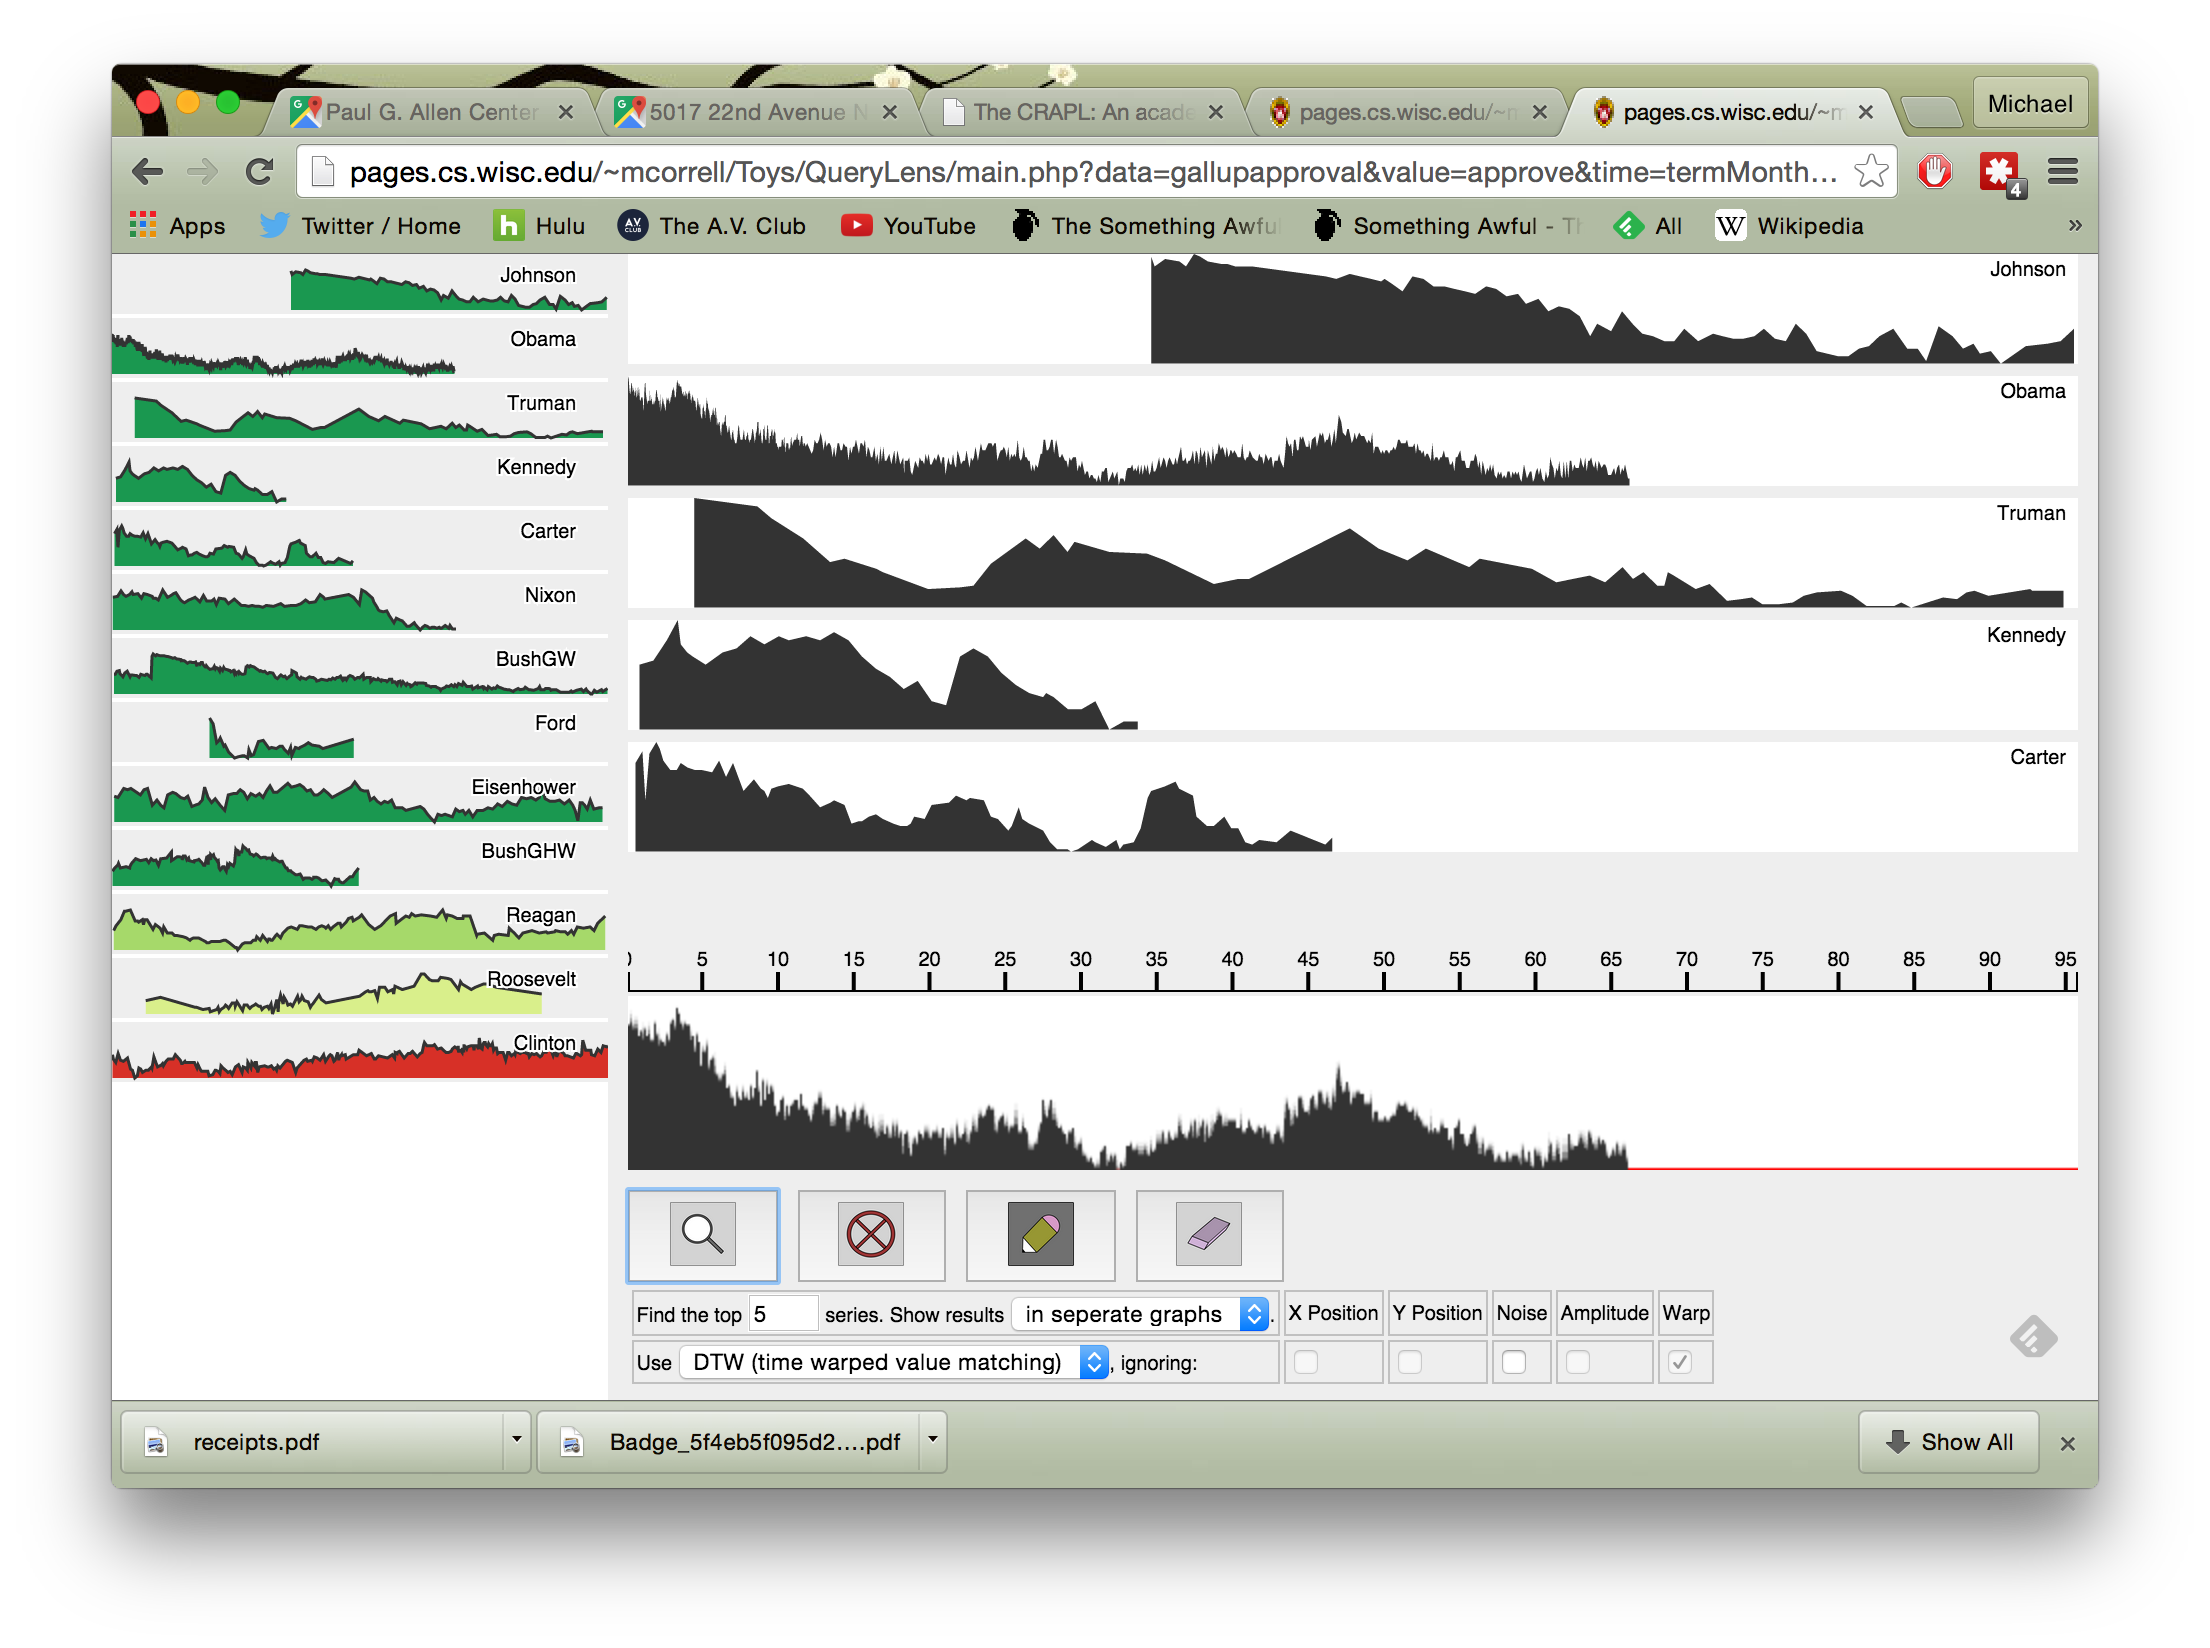 Paul G. Allen Center
5017 22nd Avenue N
The CRAPL: An acade
pages.cs.wisc.edu/~m
pages.cs.wisc.edu/~m
Michael
pages.cs.wisc.edu/~mcorrell/Toys/QueryLens/main.php?data=gallupapproval&value=approve&time=termMonth...
4
Apps
Twitter / Home
h Hulu
A.V. CLUB The A.V. Club
YouTube
The Something Awful
Something Awful - Th
All
W Wikipedia
»
Johnson
Obama
Truman
Kennedy
Carter
Nixon
BushGW
Ford
Eisenhower
BushGHW
Reagan
Roosevelt
Clinton
Johnson
Obama
Truman
Kennedy
Carter
0 5 10 15 20 25 30 35 40 45 50 55 60 65 70 75 80 85 90 95
Find the top 5 series. Show results in seperate graphs .
X Position Y Position Noise Amplitude Warp
Use DTW (time warped value matching) , ignoring:
receipts.pdf
Badge_5f4eb5f095d2....pdf
Show All